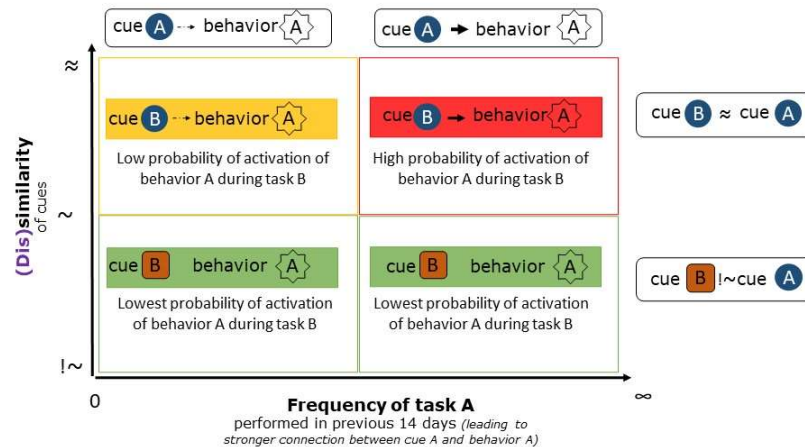 cue A behavior A
cue A behavior A
≈
cue B behavior A
Low probability of activation of
behavior A during task B
cue B behavior A
High probability of activation of
behavior A during task B
cue B ≈ cue A
(Dis)similarity
of cues
~
cue B behavior A
Lowest probability of activation
of behavior A during task B
cue B behavior A
Lowest probability of activation
of behavior A during task B
cue B !~cue A
!~
0
∞
Frequency of task A
performed in previous 14 days (leading to
stronger connection between cue A and behavior A)